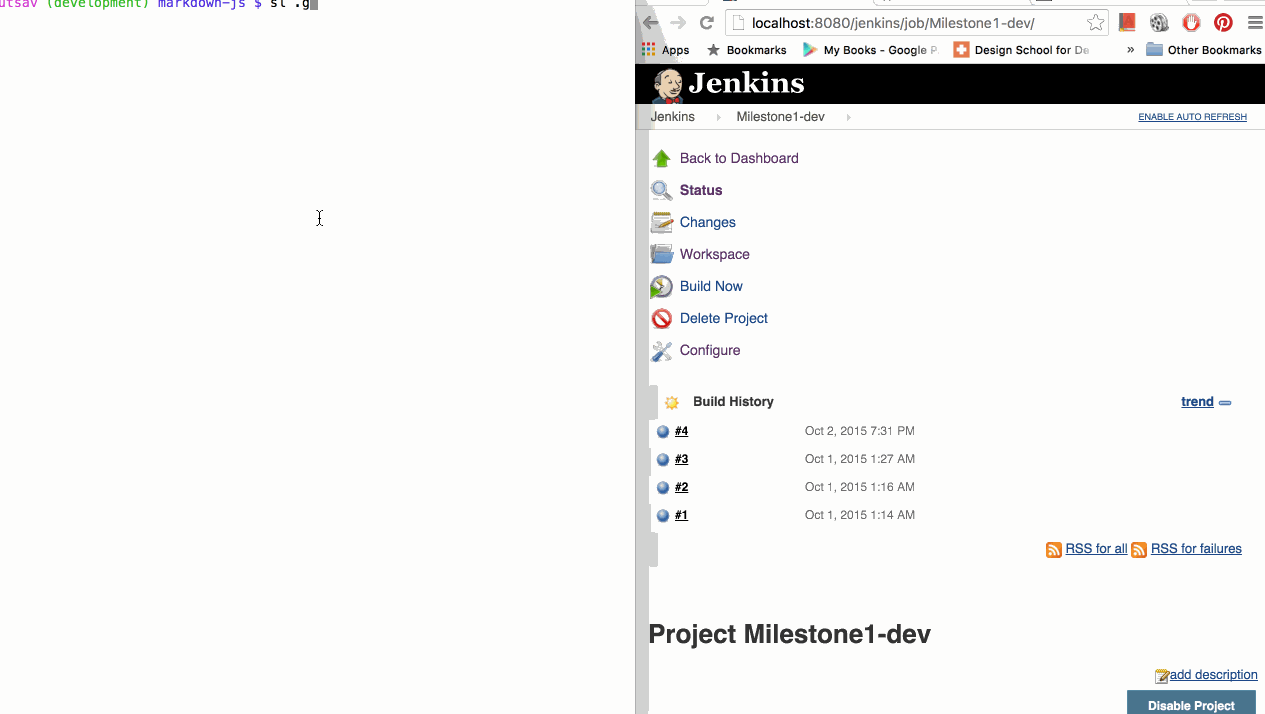 utsav (development) markdown-js $ sl .g
localhost:8080/jenkins/job/Milestone1-dev/
Apps Bookmarks My Books - Google P Design School for De » Other Bookmarks
Jenkins
Jenkins Milestone1-dev ENABLE AUTO REFRESH
Back to Dashboard
Status
Changes
Workspace
Build Now
Delete Project
Configure
Build History trend
#4 Oct 2, 2015 7:31 PM
#3 Oct 1, 2015 1:27 AM
#2 Oct 1, 2015 1:16 AM
#1 Oct 1, 2015 1:14 AM
RSS for all RSS for failures
Project Milestone1-dev
add description
Disable Project